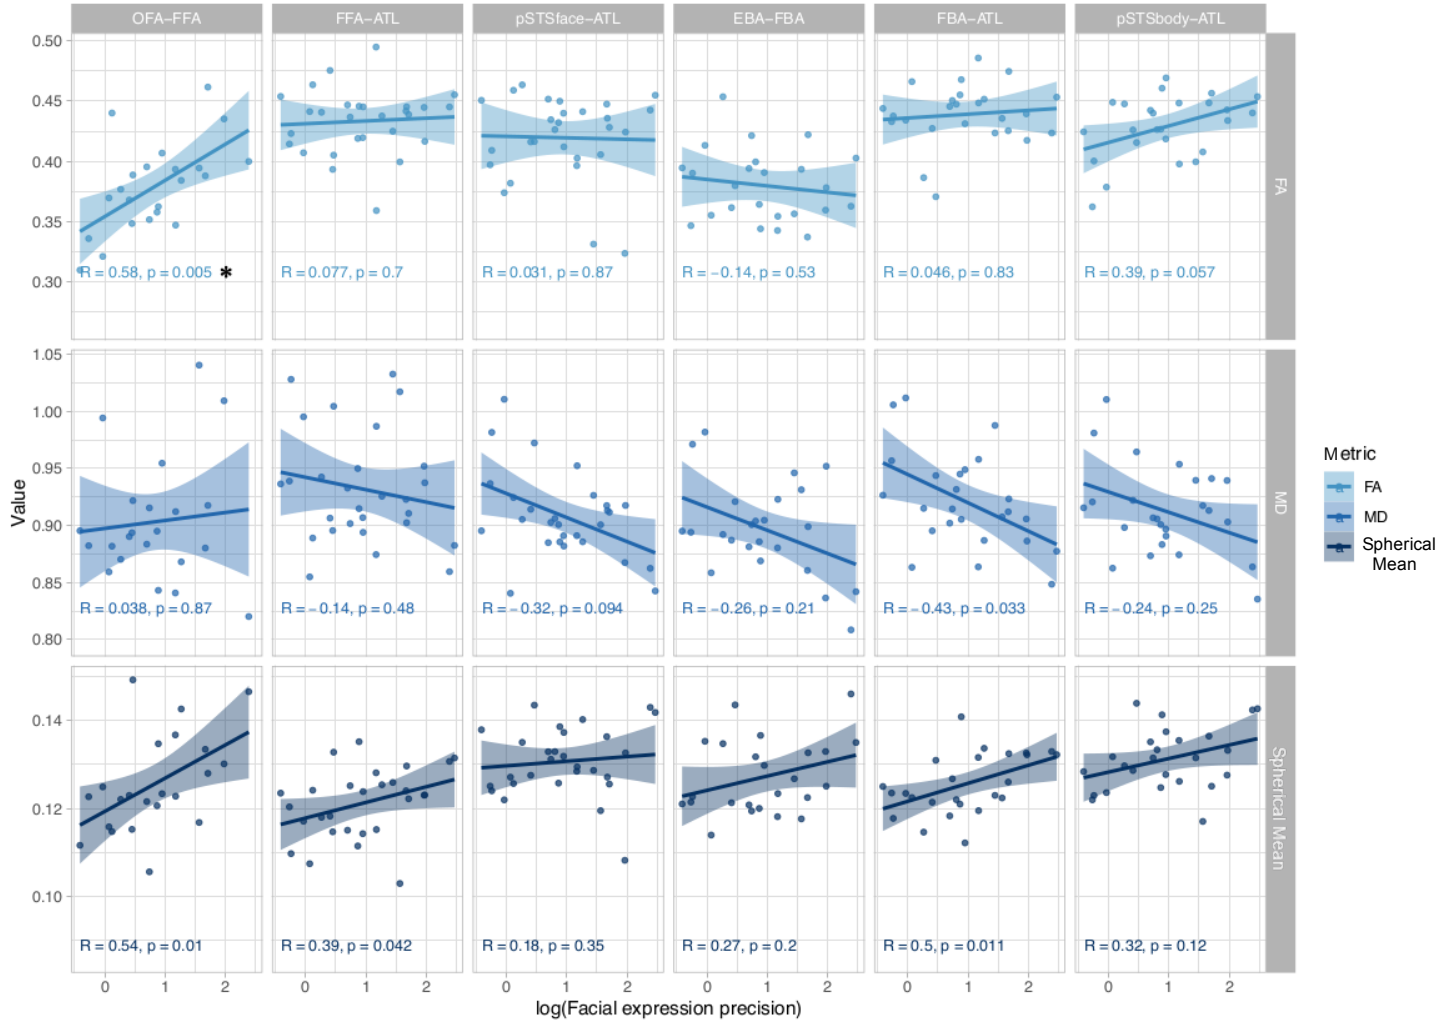 OFA−FFA FFA−ATL pSTSface−ATL EBA−FBA FBA−ATL pSTSbody−ATL
0.50
0.45
0.40
0.35
0.30
R = 0.58, p = 0.005 *
R = 0.077, p = 0.7
R = 0.031, p = 0.87
R = −0.14, p = 0.53
R = 0.046, p = 0.83
R = 0.39, p = 0.057
FA
1.05
1.00
0.95
0.90
0.85
0.80
R = 0.038, p = 0.87
R = −0.14, p = 0.48
R = −0.32, p = 0.094
R = −0.26, p = 0.21
R = −0.43, p = 0.033
R = −0.24, p = 0.25
MD
Value
0.14
0.12
0.10
R = 0.54, p = 0.01
R = 0.39, p = 0.042
R = 0.18, p = 0.35
R = 0.27, p = 0.2
R = 0.5, p = 0.011
R = 0.32, p = 0.12
Spherical Mean
0 1 2 0 1 2 0 1 2 0 1 2 0 1 2 0 1 2
log(Facial expression precision)
Metric
FA
MD
Spherical
Mean